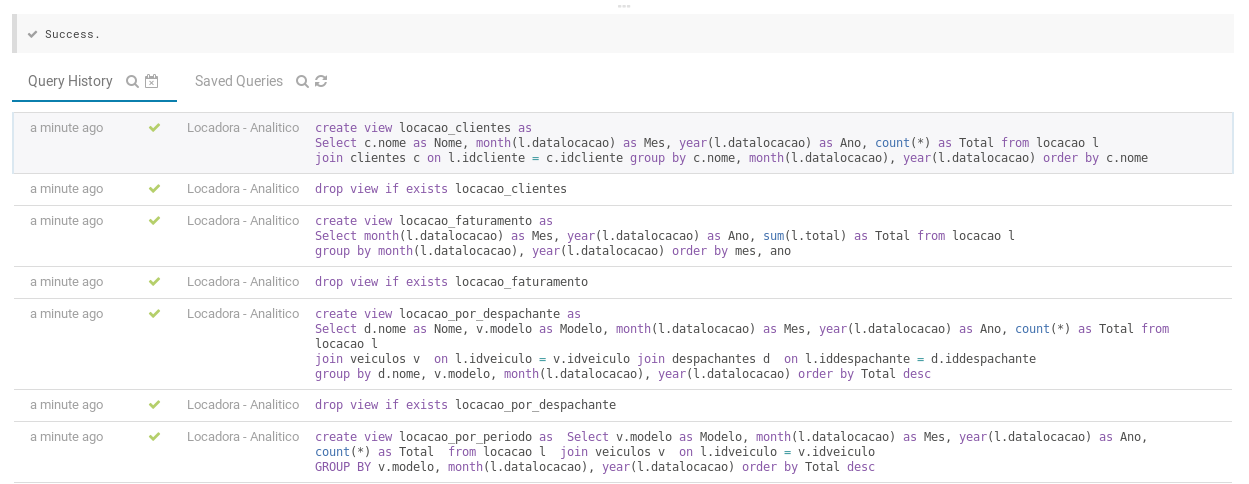 Success.
Query History
Saved Queries
a minute ago Locadora - Analitico create view locacao_clientes as
Select c.nome as Nome, month(l.datalocacao) as Mes, year(l.datalocacao) as Ano, count(*) as Total from locacao l
join clientes c on l.idcliente = c.idcliente group by c.nome, month(l.datalocacao), year(l.datalocacao) order by c.nome
a minute ago Locadora - Analitico drop view if exists locacao_clientes
a minute ago Locadora - Analitico create view locacao_faturamento as
Select month(l.datalocacao) as Mes, year(l.datalocacao) as Ano, sum(l.total) as Total from locacao l
group by month(l.datalocacao), year(l.datalocacao) order by mes, ano
a minute ago Locadora - Analitico drop view if exists locacao_faturamento
a minute ago Locadora - Analitico create view locacao_por_despachante as
Select d.nome as Nome, v.modelo as Modelo, month(l.datalocacao) as Mes, year(l.datalocacao) as Ano, count(*) as Total from
locacao l
join veiculos v  on l.idveiculo = v.idveiculo join despachantes d  on l.iddespachante = d.iddespachante
group by d.nome, v.modelo, month(l.datalocacao), year(l.datalocacao) order by Total desc
a minute ago Locadora - Analitico drop view if exists locacao_por_despachante
a minute ago Locadora - Analitico create view locacao_por_periodo as  Select v.modelo as Modelo, month(l.datalocacao) as Mes, year(l.datalocacao) as Ano,
count(*) as Total  from locacao l  join veiculos v  on l.idveiculo = v.idveiculo
GROUP BY v.modelo, month(l.datalocacao), year(l.datalocacao) order by Total desc